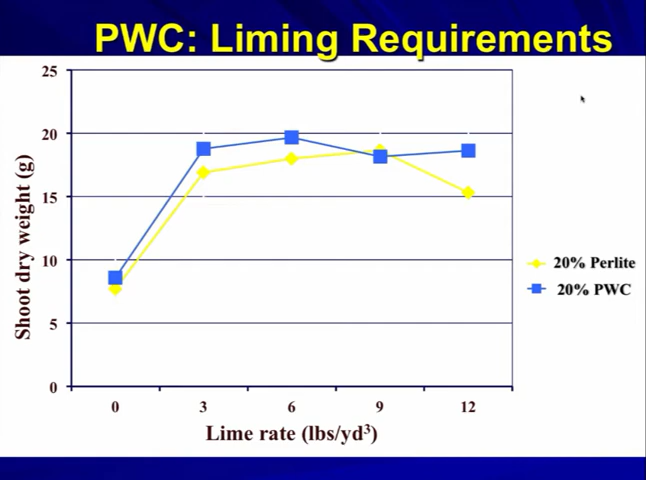 PWC: Liming Requirements
25
20
15
10
5
0
Shoot dry weight (g)
0 3 6 9 12
Lime rate (lbs/yd³)
20% Perlite
20% PWC